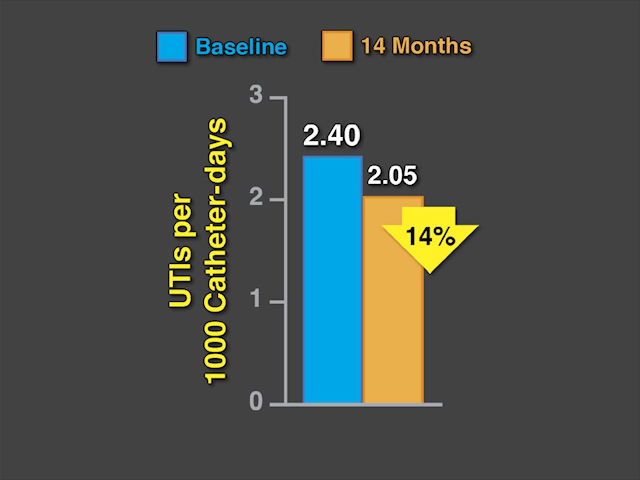 Baseline
14 Months
3
2.40
2.05
2
14%
UTIs per
1000 Catheter-days
1
0